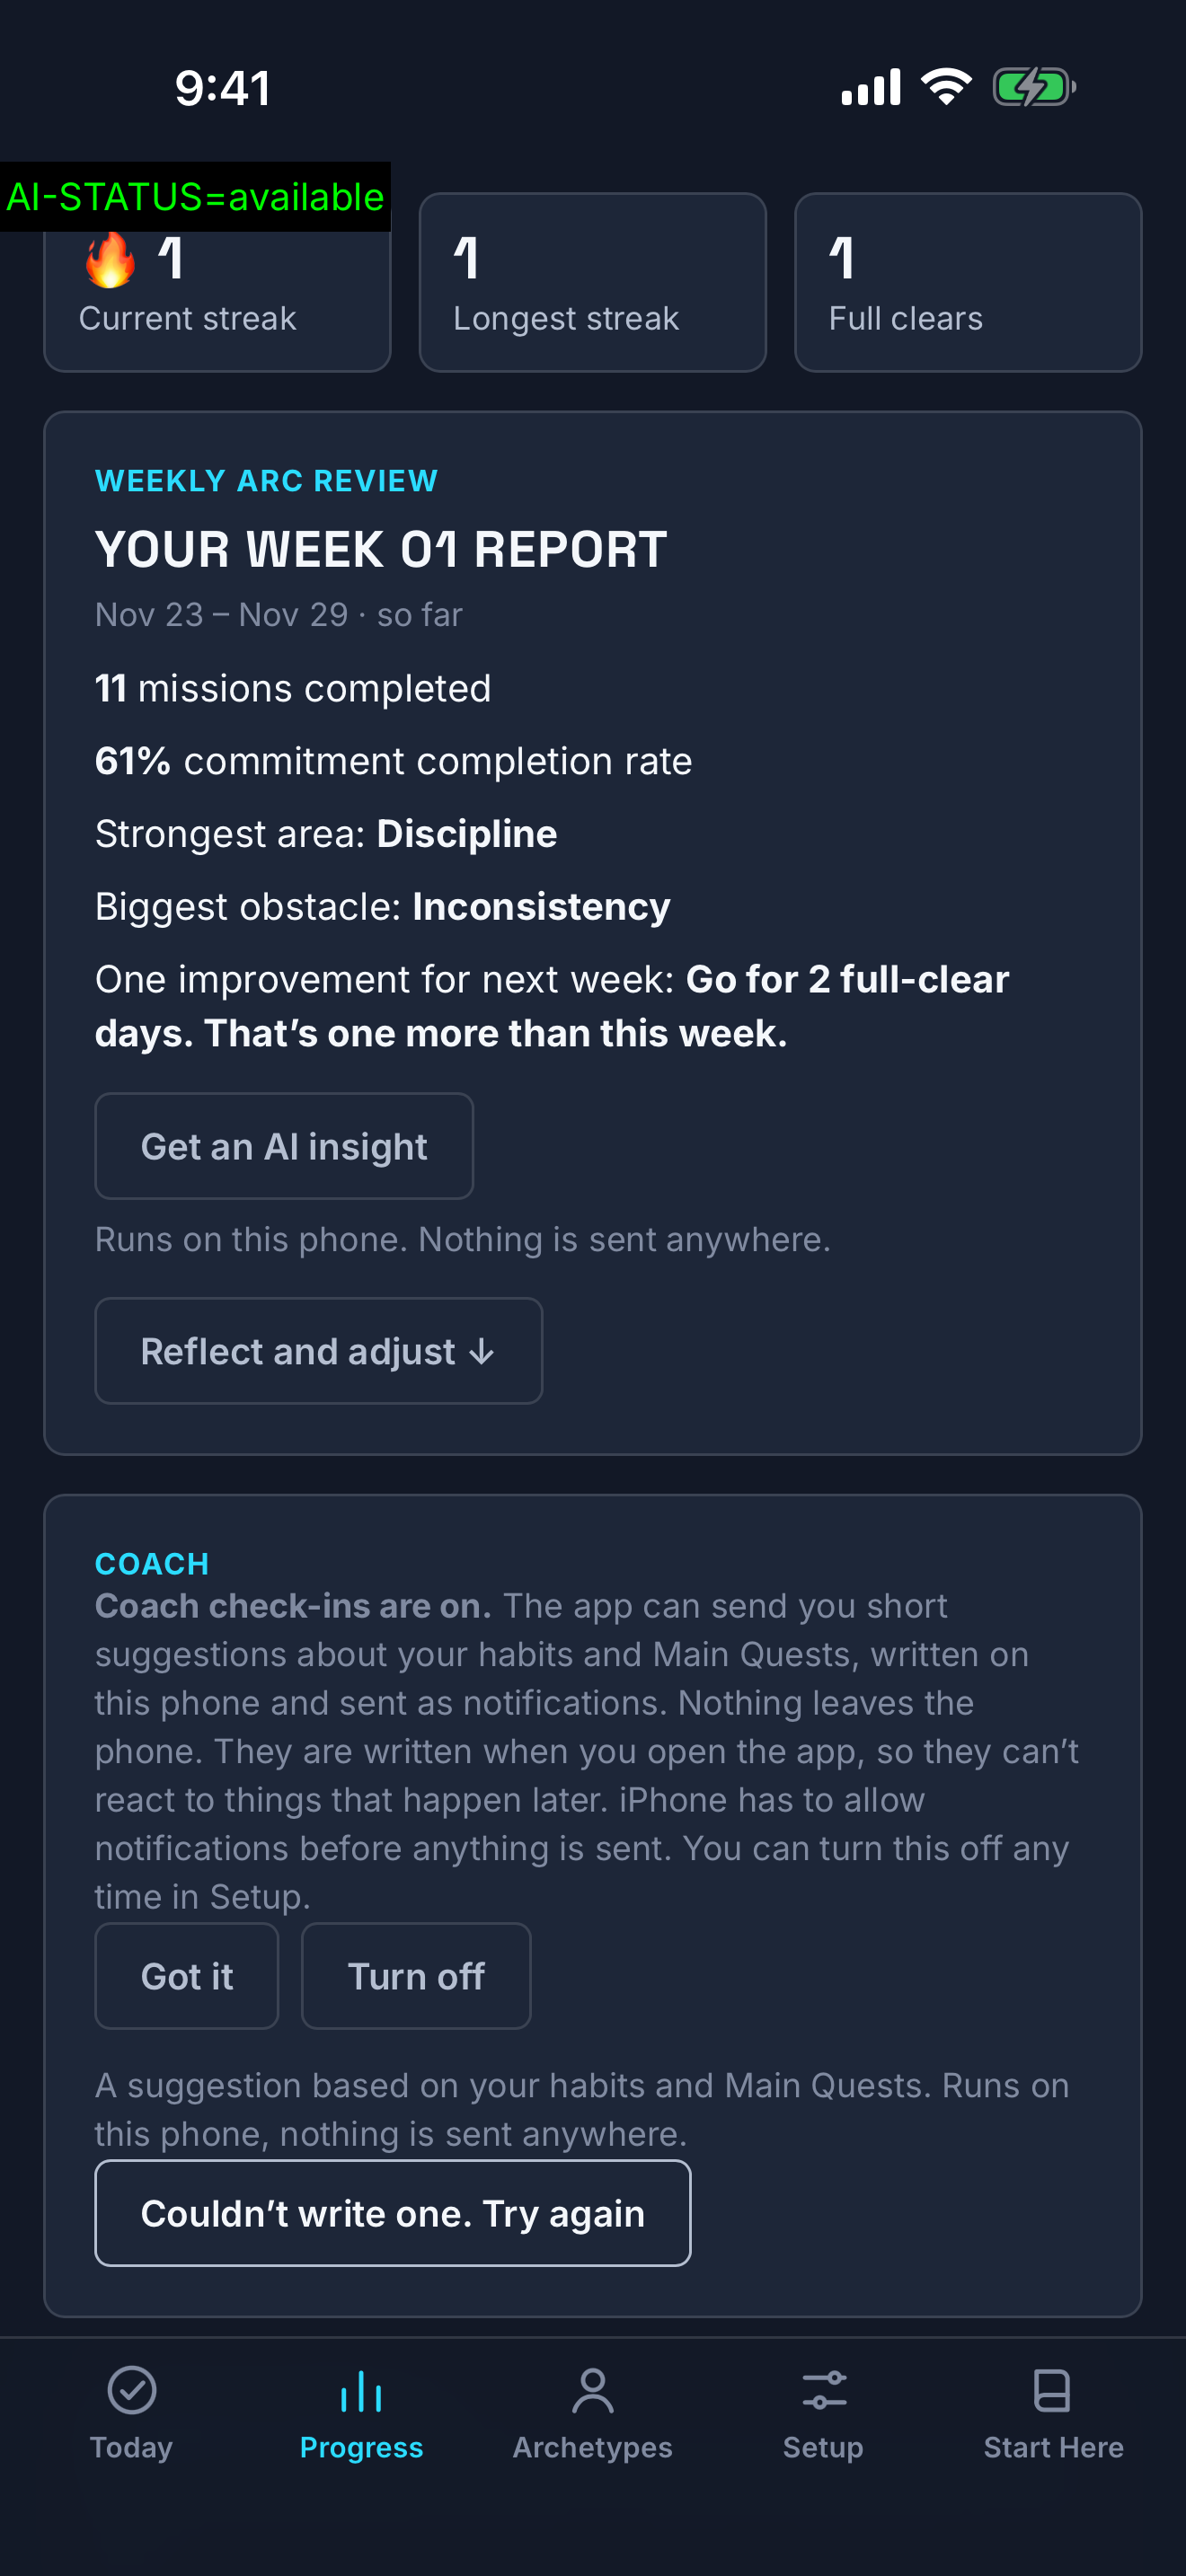 9:41
AI-STATUS=available
🔥 1
Current streak
1
Longest streak
1
Full clears
WEEKLY ARC REVIEW
YOUR WEEK 01 REPORT
Nov 23 – Nov 29 · so far
11 missions completed
61% commitment completion rate
Strongest area: Discipline
Biggest obstacle: Inconsistency
One improvement for next week: Go for 2 full-clear
days. That’s one more than this week.
Get an AI insight
Runs on this phone. Nothing is sent anywhere.
Reflect and adjust ↓
COACH
Coach check-ins are on. The app can send you short
suggestions about your habits and Main Quests, written on
this phone and sent as notifications. Nothing leaves the
phone. They are written when you open the app, so they can’t
react to things that happen later. iPhone has to allow
notifications before anything is sent. You can turn this off any
time in Setup.
Got it
Turn off
A suggestion based on your habits and Main Quests. Runs on
this phone, nothing is sent anywhere.
Couldn’t write one. Try again
Today
Progress
Archetypes
Setup
Start Here